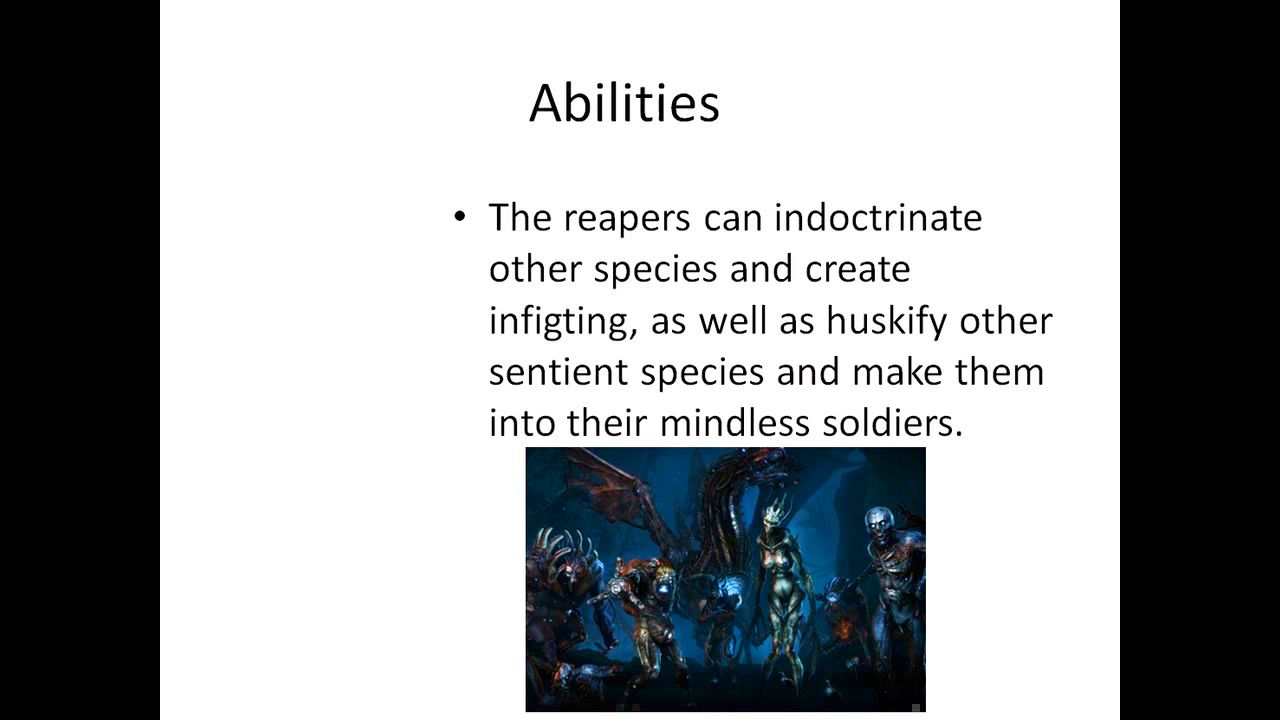 Abilities
• The reapers can indoctrinate
other species and create
infigting, as well as huskify other
sentient species and make them
into their mindless soldiers.